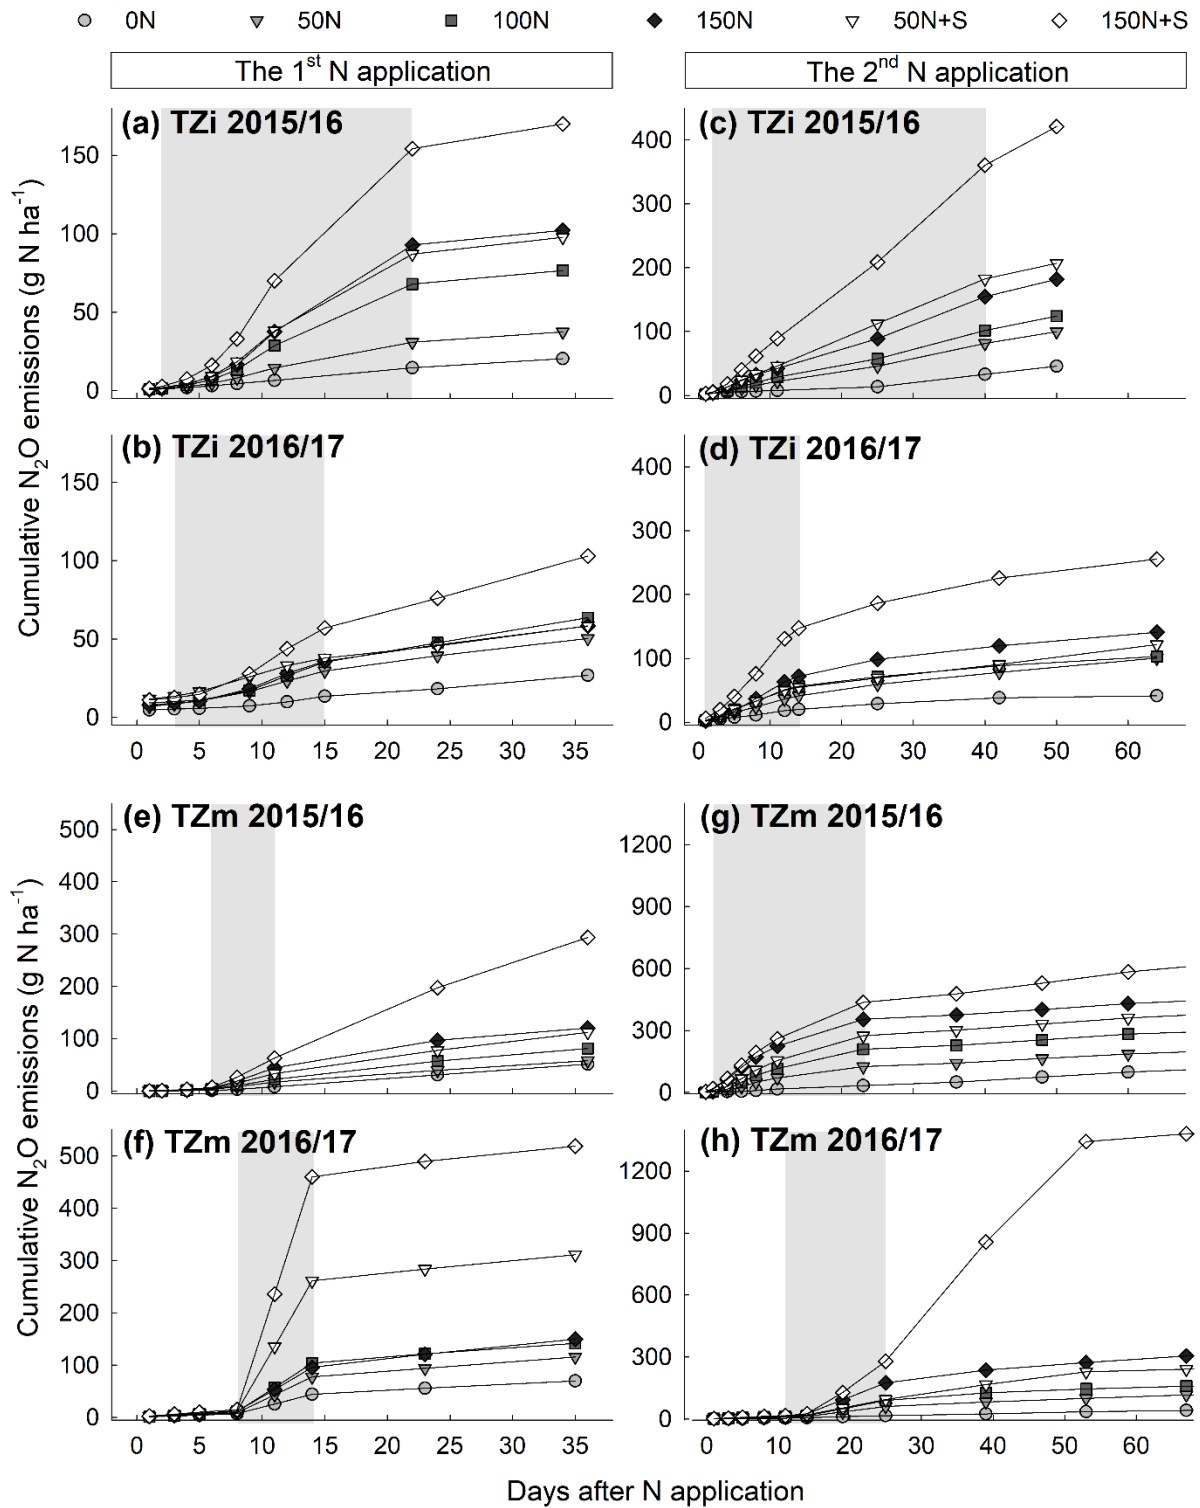 0N 50N 100N 150N 50N+S 150N+S
The 1st N application The 2nd N application
(a) TZi 2015/16
150
100
50
0
(c) TZi 2015/16
400
300
200
100
0
Cumulative N2O emissions (g N ha-1)
(b) TZi 2016/17
150
100
50
0
0 5 10 15 20 25 30 35
(d) TZi 2016/17
400
300
200
100
0
0 10 20 30 40 50 60
(e) TZm 2015/16
500
400
300
200
100
0
(g) TZm 2015/16
1200
900
600
300
0
Cumulative N2O emissions (g N ha-1)
(f) TZm 2016/17
500
400
300
200
100
0
0 5 10 15 20 25 30 35
(h) TZm 2016/17
1200
900
600
300
0
0 10 20 30 40 50 60
Days after N application